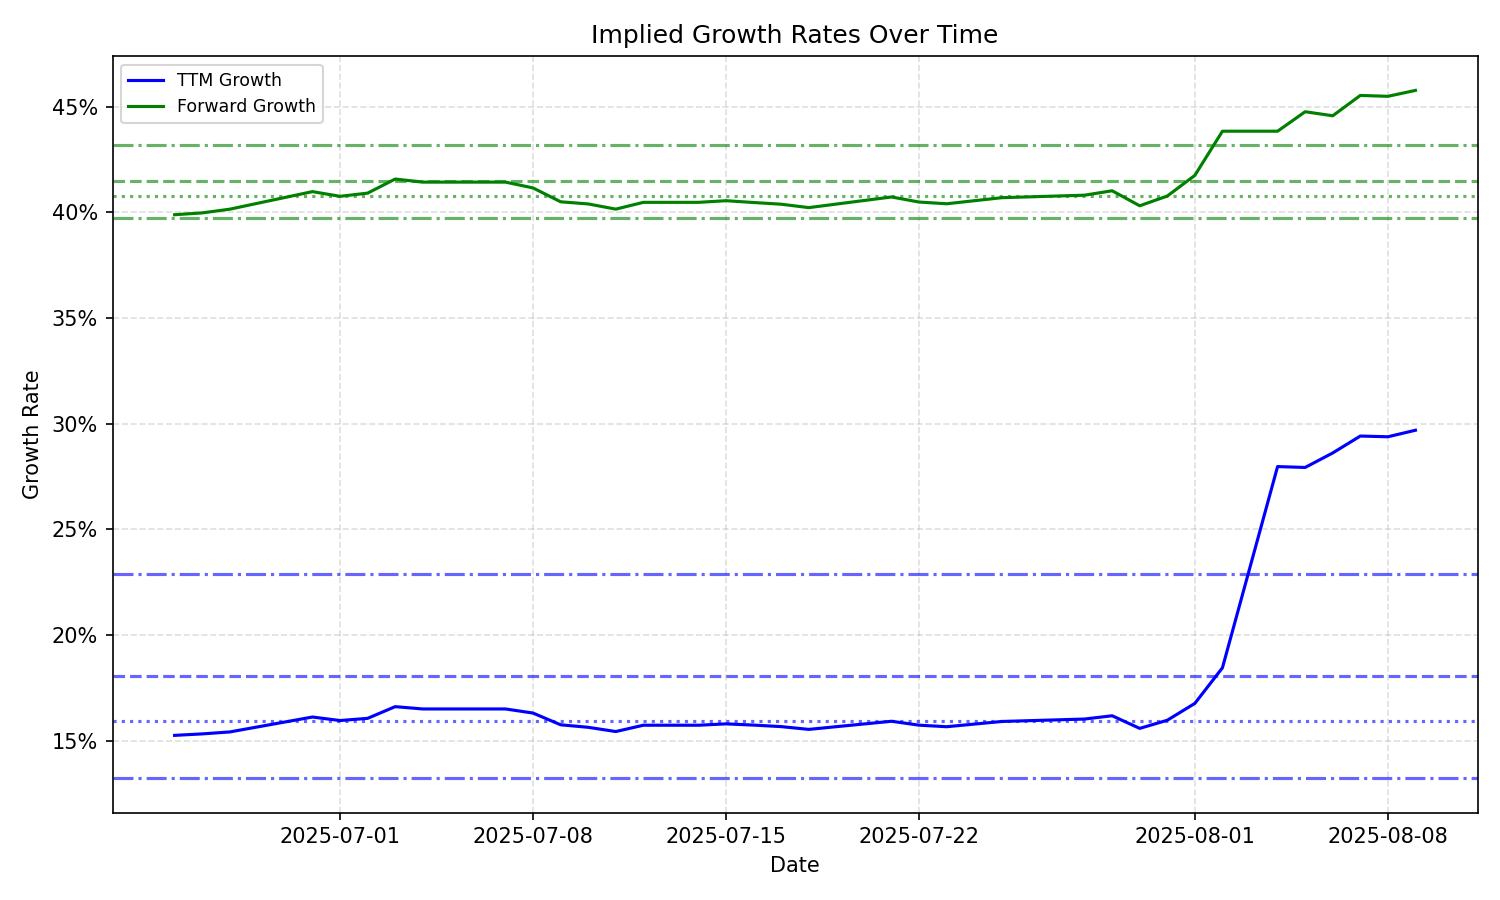 Implied Growth Rates Over Time
TTM Growth
Forward Growth
45%
40%
35%
30%
25%
20%
15%
Growth Rate
2025-07-01
2025-07-08
2025-07-15
2025-07-22
2025-08-01
2025-08-08
Date